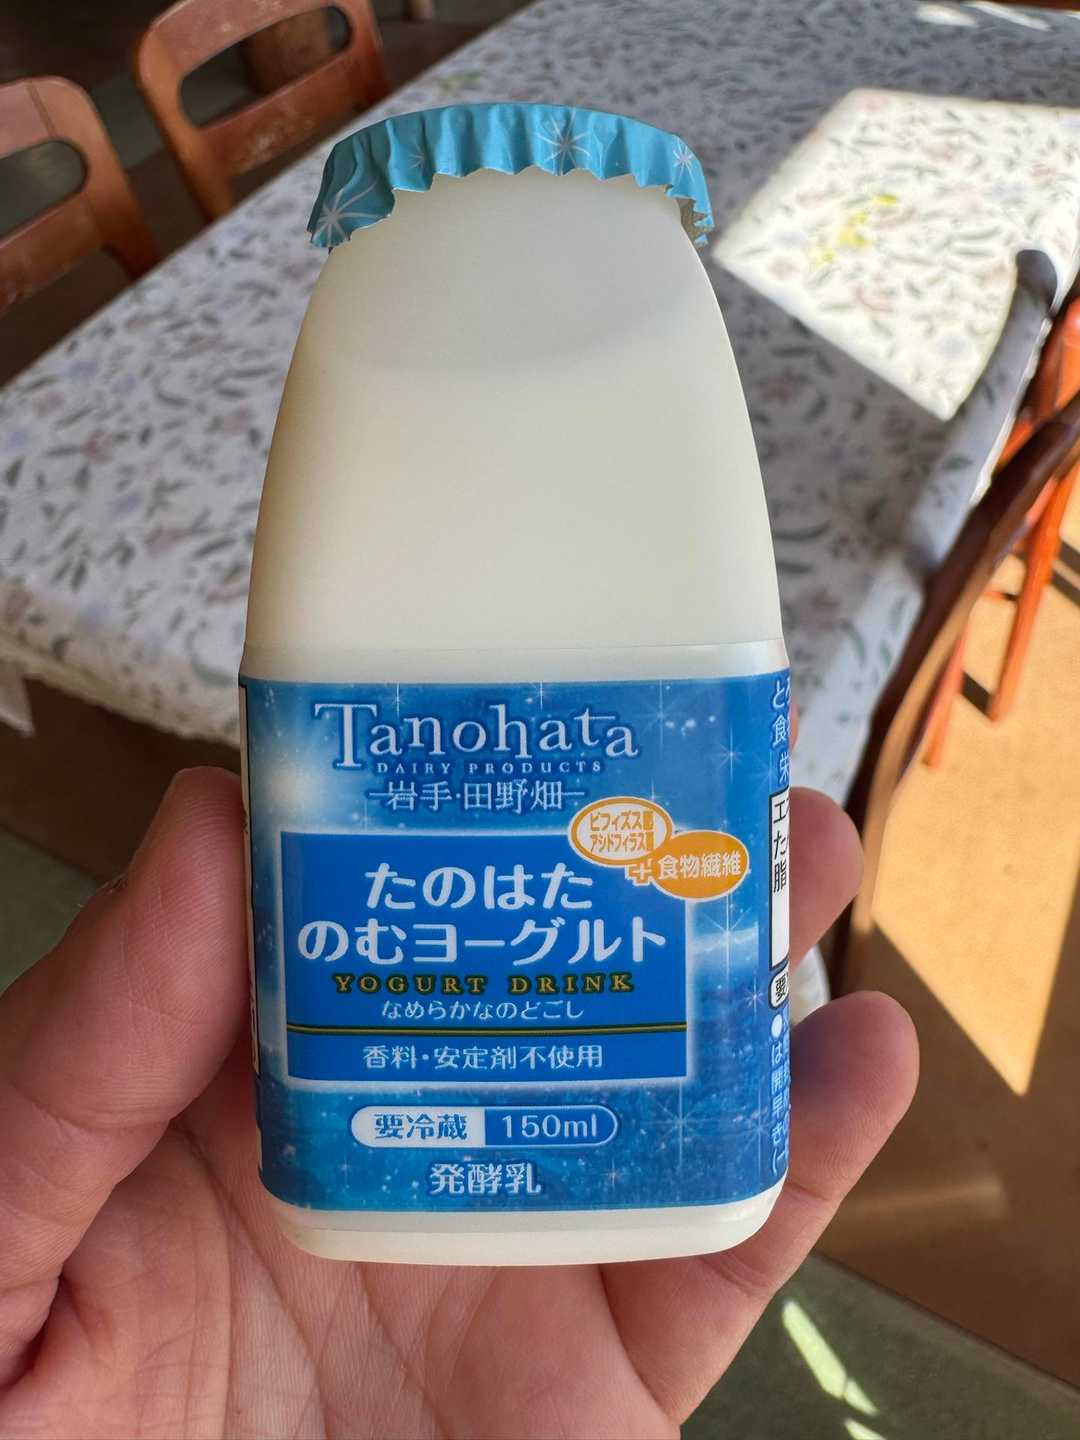 Tanohata
DAIRY PRODUCTS
岩手・田野畑
ビフィズス菌
アシドフィラス菌
+食物繊維
たのはた
のむヨーグルト
YOGURT DRINK
なめらかなのどごし
香料・安定剤不使用
要冷蔵 150ml
発酵乳